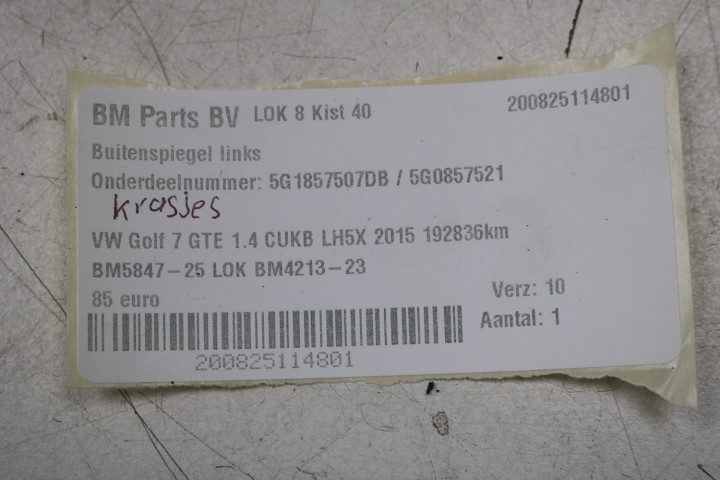 BM Parts BV LOK 8 Kist 40 200825114801
Buitenspiegel links
Onderdeelnummer: 5G1857507DB / 5G0857521
krasjes
VW Golf 7 GTE 1.4 CUKB LH5X 2015 192836km
BM5847-25 LOK BM4213-23
85 euro Verz: 10
Aantal: 1
200825114801